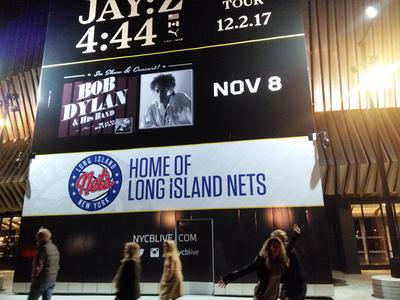 JAY:Z
4:44
TOUR
12.2.17
In Show & Concert!
BOB
DYLAN
& His BAND
NOV 8
LONG ISLAND
Nets
NEW YORK
HOME OF
LONG ISLAND NETS
NYCBLIVE.COM
nycblive